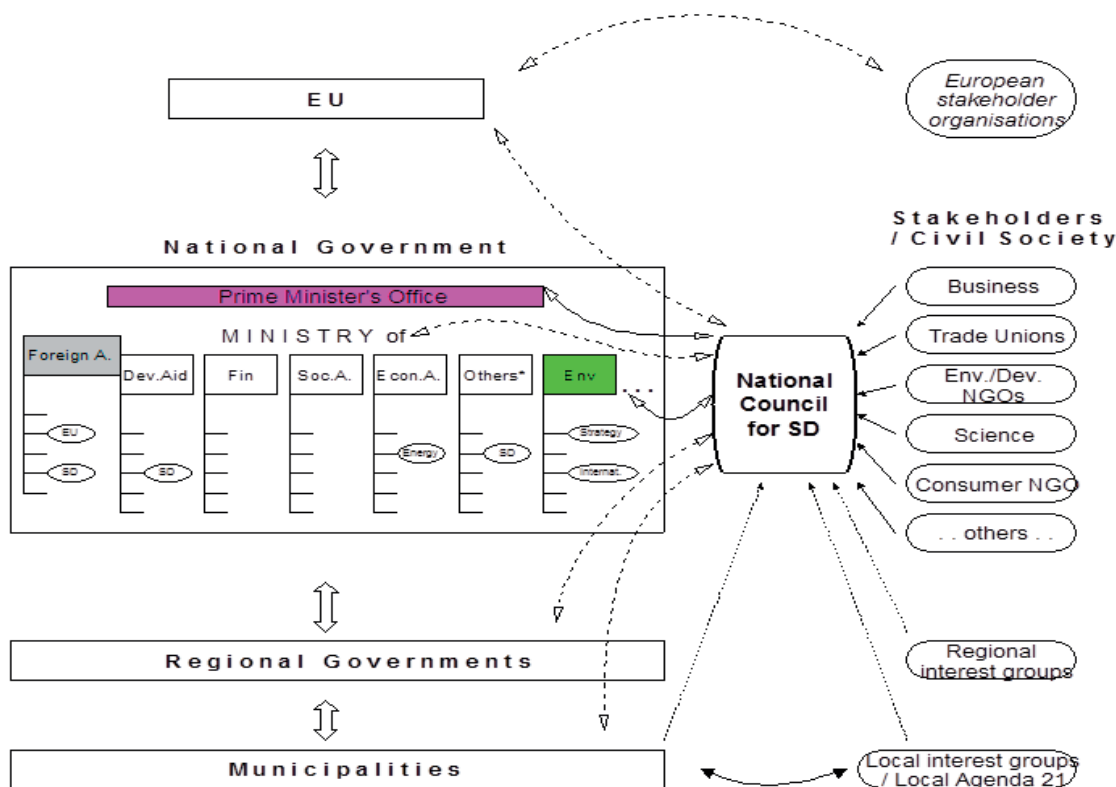 EU
European
stakeholder
organisations
Stakeholders
/ Civil Society
National Government
Prime Minister's Office
MINISTRY of
Foreign A.
Dev.Aid
Fin
Soc.A.
Econ.A.
Others*
Env
...
EU
SD
SD
Energy
SD
Strategy
Internat.
National
Council
for SD
Business
Trade Unions
Env./Dev.
NGOs
Science
Consumer NGO
. . others . .
Regional Governments
Regional
interest groups
Municipalities
Local interest groups
/ Local Agenda 21